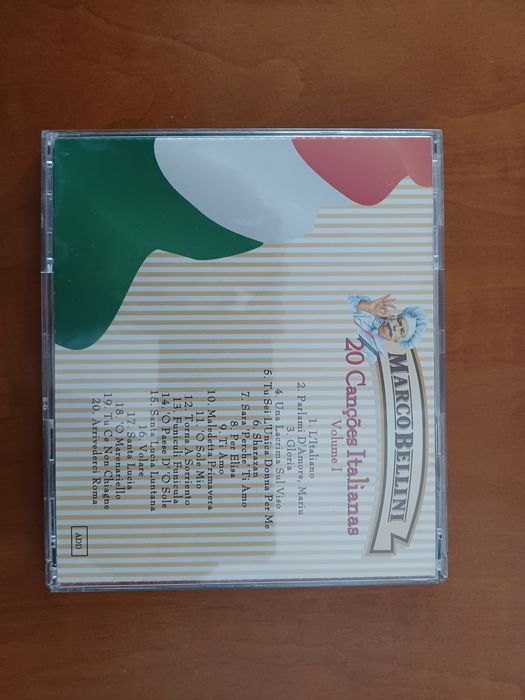 MARCO BELLINI
20 Canções Italianas
Volume I
1. L'Italiano
2. Parlami D'Amore, Mariu
3. Gloria
4. Una Lacrima Sul Viso
5. Tu Sei L'Unica Donna Per Me
6. Sharazan
7. Sara' Perche' Ti Amo
8. Per Elisa
9. Ti Amo
10. Maledetta Primavera
11. 'O Sole Mio
12. Torna A Sorriento
13. Funiculi Funicula
14. 'O Paese D' 'O Sole
15. Santa Lucia Luntana
16. Volare
17. Santa Lucia
18. 'O Marenariello
19. Tu Ce Non Chiagne
20. Arrivederci Roma
ADD